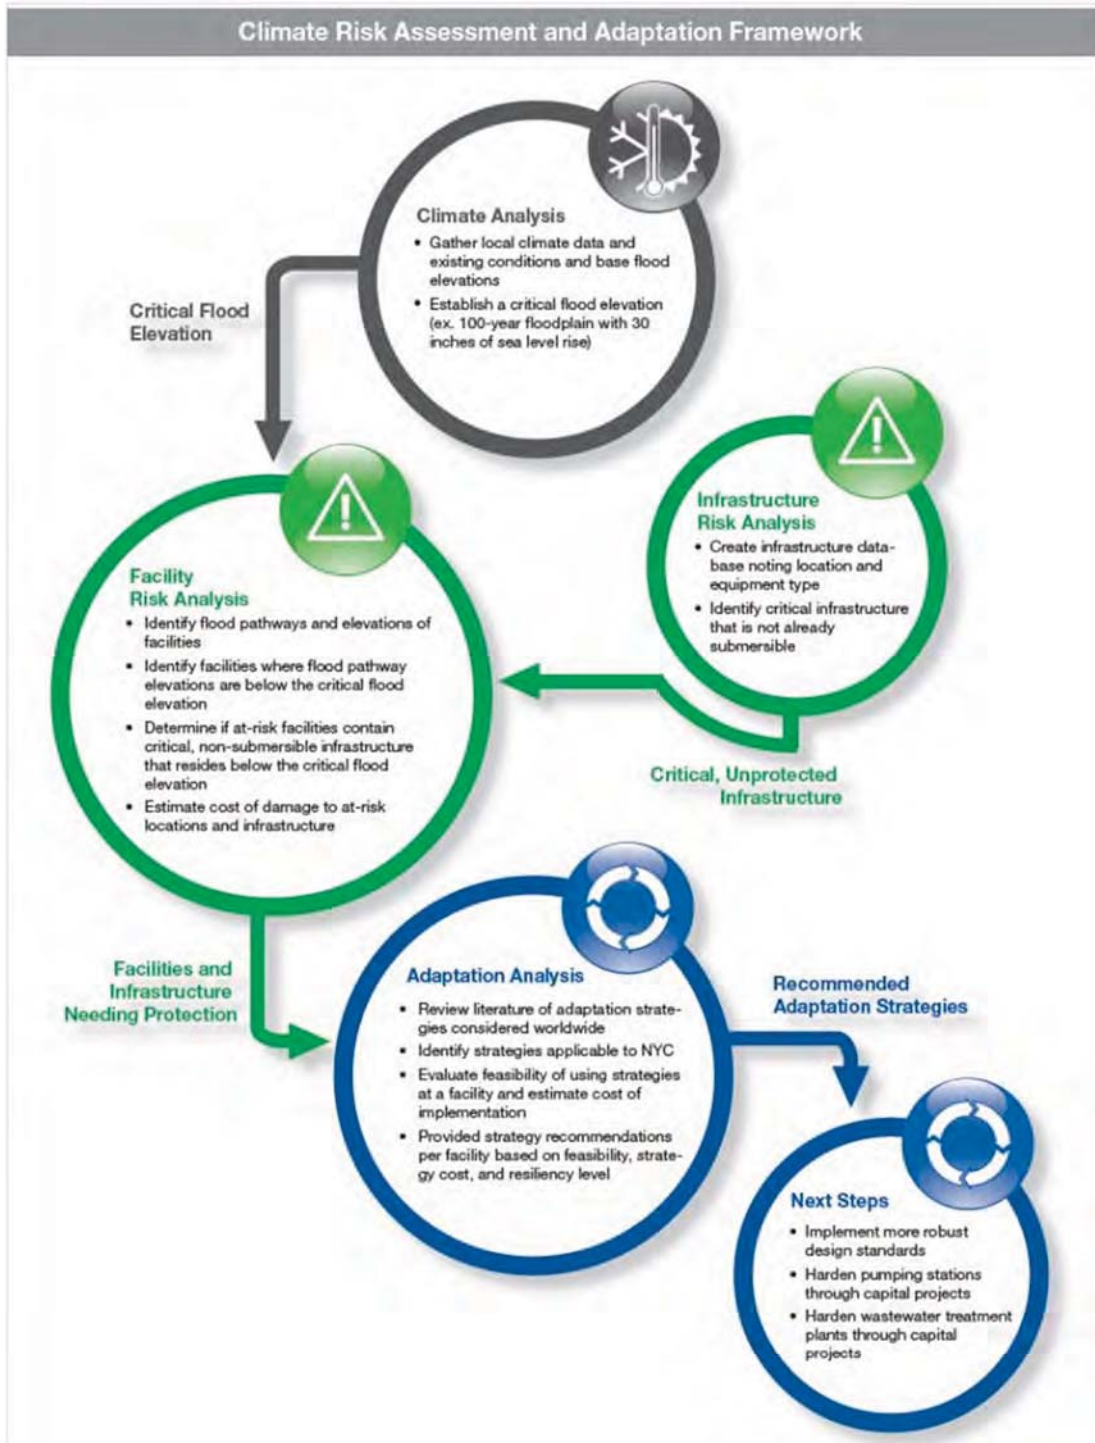 Climate Risk Assessment and Adaptation Framework
Climate Analysis
• Gather local climate data and
existing conditions and base flood
elevations
• Establish a critical flood elevation
(ex. 100-year floodplain with 30
inches of sea level rise)
Critical Flood
Elevation
Infrastructure
Risk Analysis
• Create infrastructure data-
base noting location and
equipment type
• Identify critical infrastructure
that is not already
submersible
Facility
Risk Analysis
• Identify flood pathways and elevations of
facilities
• Identify facilities where flood pathway
elevations are below the critical flood
elevation
• Determine if at-risk facilities contain
critical, non-submersible infrastructure
that resides below the critical flood
elevation
• Estimate cost of damage to at-risk
locations and infrastructure
Critical, Unprotected
Infrastructure
Facilities and
Infrastructure
Needing Protection
Adaptation Analysis
• Review literature of adaptation strate-
gies considered worldwide
• Identify strategies applicable to NYC
• Evaluate feasibility of using strategies
at a facility and estimate cost of
implementation
• Provided strategy recommendations
per facility based on feasibility, strate-
gy cost, and resiliency level
Recommended
Adaptation Strategies
Next Steps
• Implement more robust
design standards
• Harden pumping stations
through capital projects
• Harden wastewater treatment
plants through capital
projects